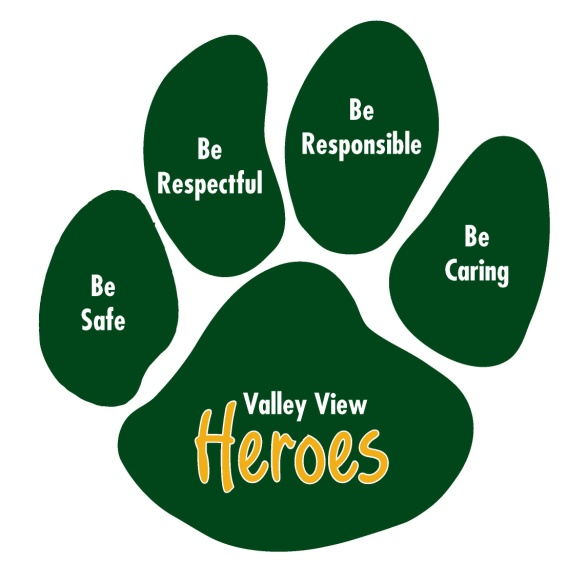 Be
Safe
Be
Respectful
Be
Responsible
Be
Caring
Valley View
Heroes